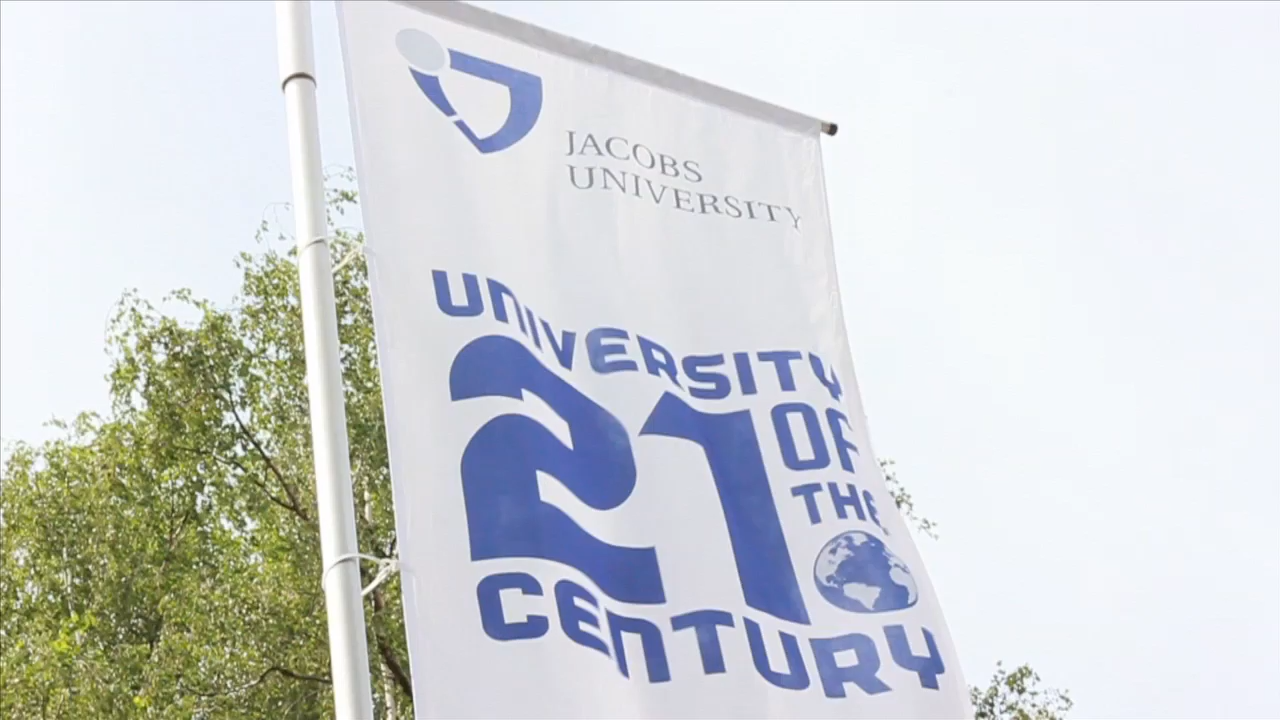 JACOBS
UNIVERSITY
UNIVERSITY
21 OF
THE
CENTURY